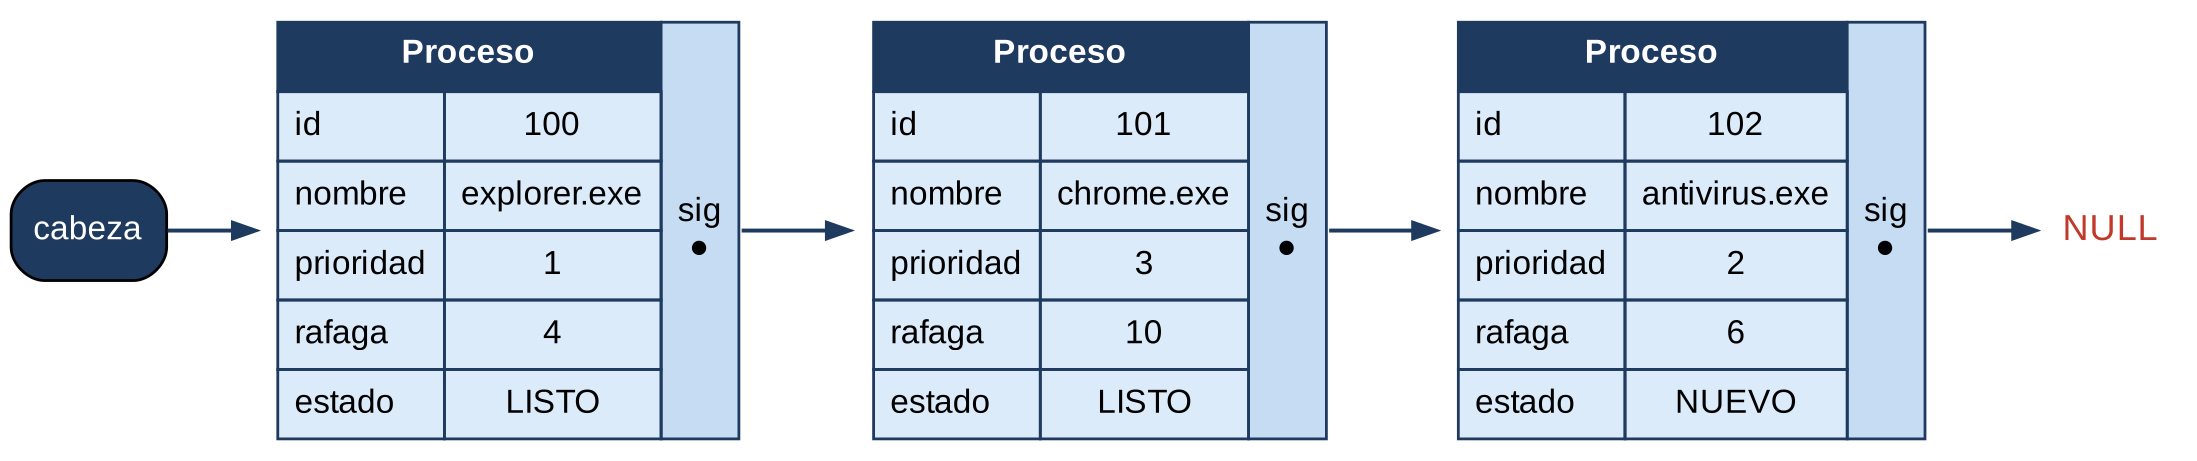 cabeza
Proceso
id 100
nombre explorer.exe
prioridad 1
rafaga 4
estado LISTO
sig
Proceso
id 101
nombre chrome.exe
prioridad 3
rafaga 10
estado LISTO
sig
Proceso
id 102
nombre antivirus.exe
prioridad 2
rafaga 6
estado NUEVO
sig
NULL